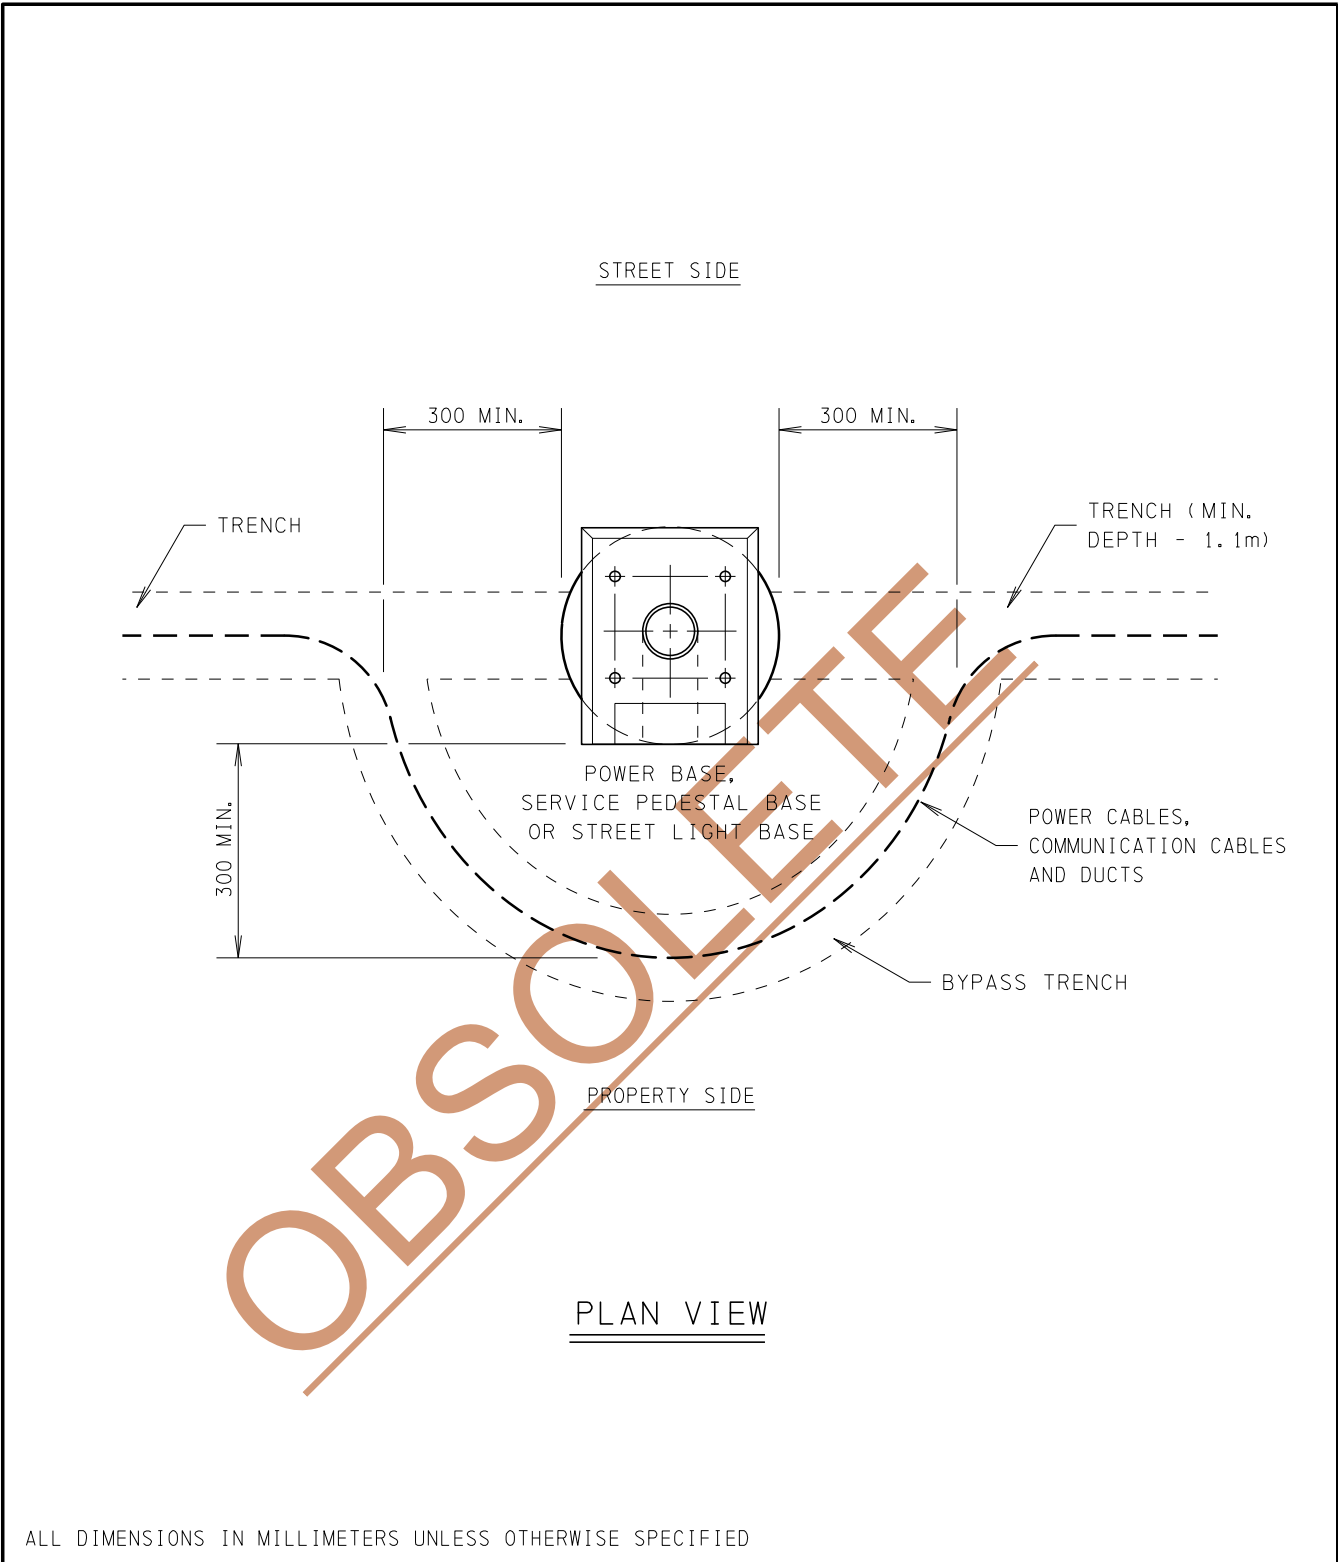 STREET SIDE
300 MIN.
300 MIN.
TRENCH
TRENCH (MIN.
DEPTH - 1.1m)
POWER BASE,
SERVICE PEDESTAL BASE
OR STREET LIGHT BASE
300 MIN.
POWER CABLES,
COMMUNICATION CABLES
AND DUCTS
BYPASS TRENCH
PROPERTY SIDE
OBSOLETE
PLAN VIEW
ALL DIMENSIONS IN MILLIMETERS UNLESS OTHERWISE SPECIFIED